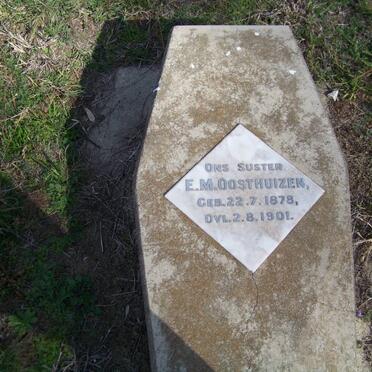 ONS SUSTER
E.M.OOSTHUIZEN,
GEB.22.7.1878,
OVL.2.8.1901.